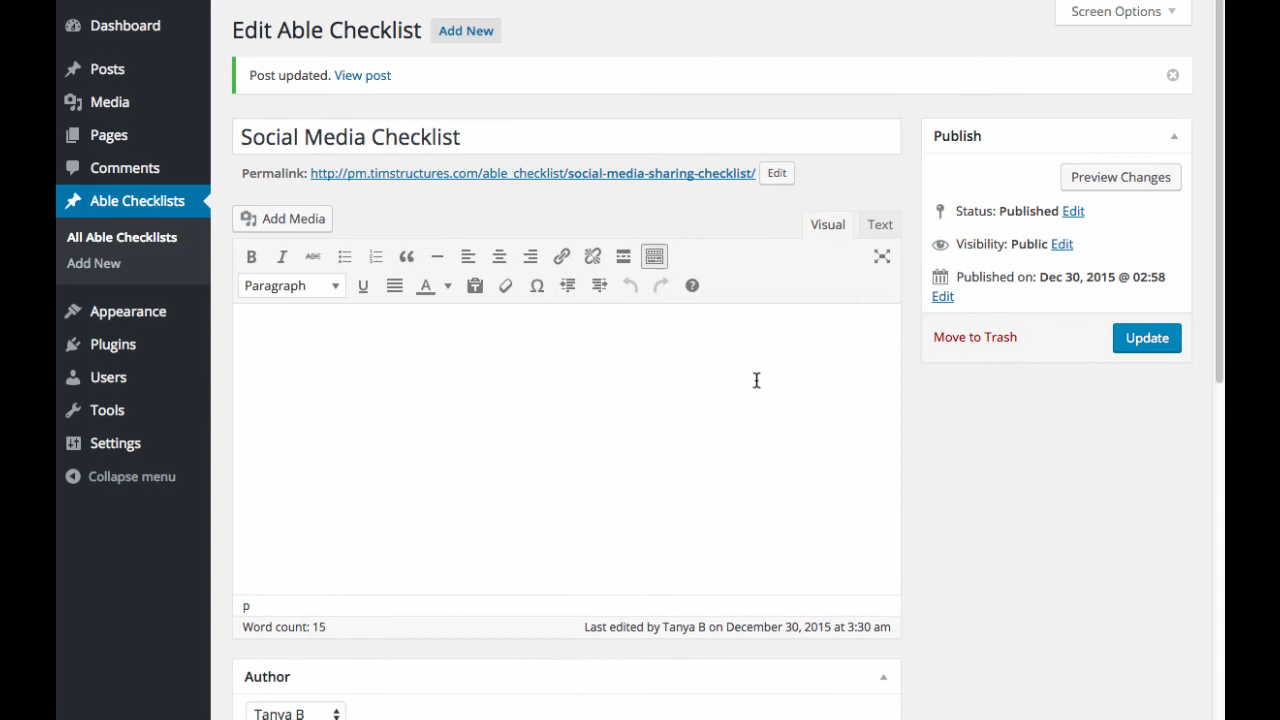 Dashboard
Posts
Media
Pages
Comments
Able Checklists
All Able Checklists
Add New
Appearance
Plugins
Users
Tools
Settings
Collapse menu
Screen Options
Edit Able Checklist Add New
Post updated. View post
Social Media Checklist
Permalink: http://pm.timstructures.com/able_checklist/social-media-sharing-checklist/ Edit
Add Media
Visual Text
B I ABC
Paragraph U A Ω ?
p
Word count: 15 Last edited by Tanya B on December 30, 2015 at 3:30 am
Author
Tanya B
Publish
Preview Changes
Status: Published Edit
Visibility: Public Edit
Published on: Dec 30, 2015 @ 02:58
Edit
Move to Trash Update